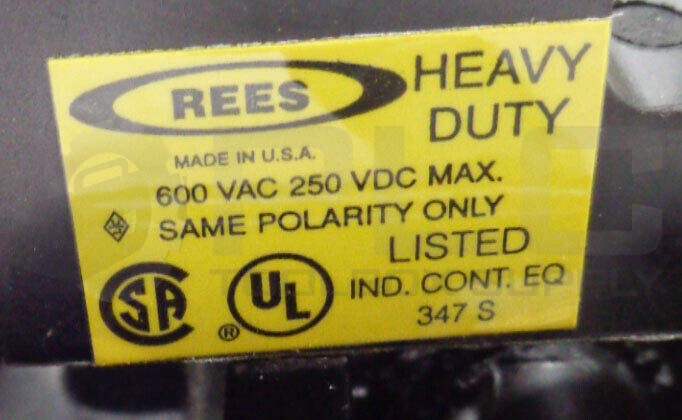 REES
HEAVY
DUTY
MADE IN U.S.A.
600 VAC 250 VDC MAX.
SAME POLARITY ONLY
SA
UL
®
LISTED
IND. CONT. EQ
347 S